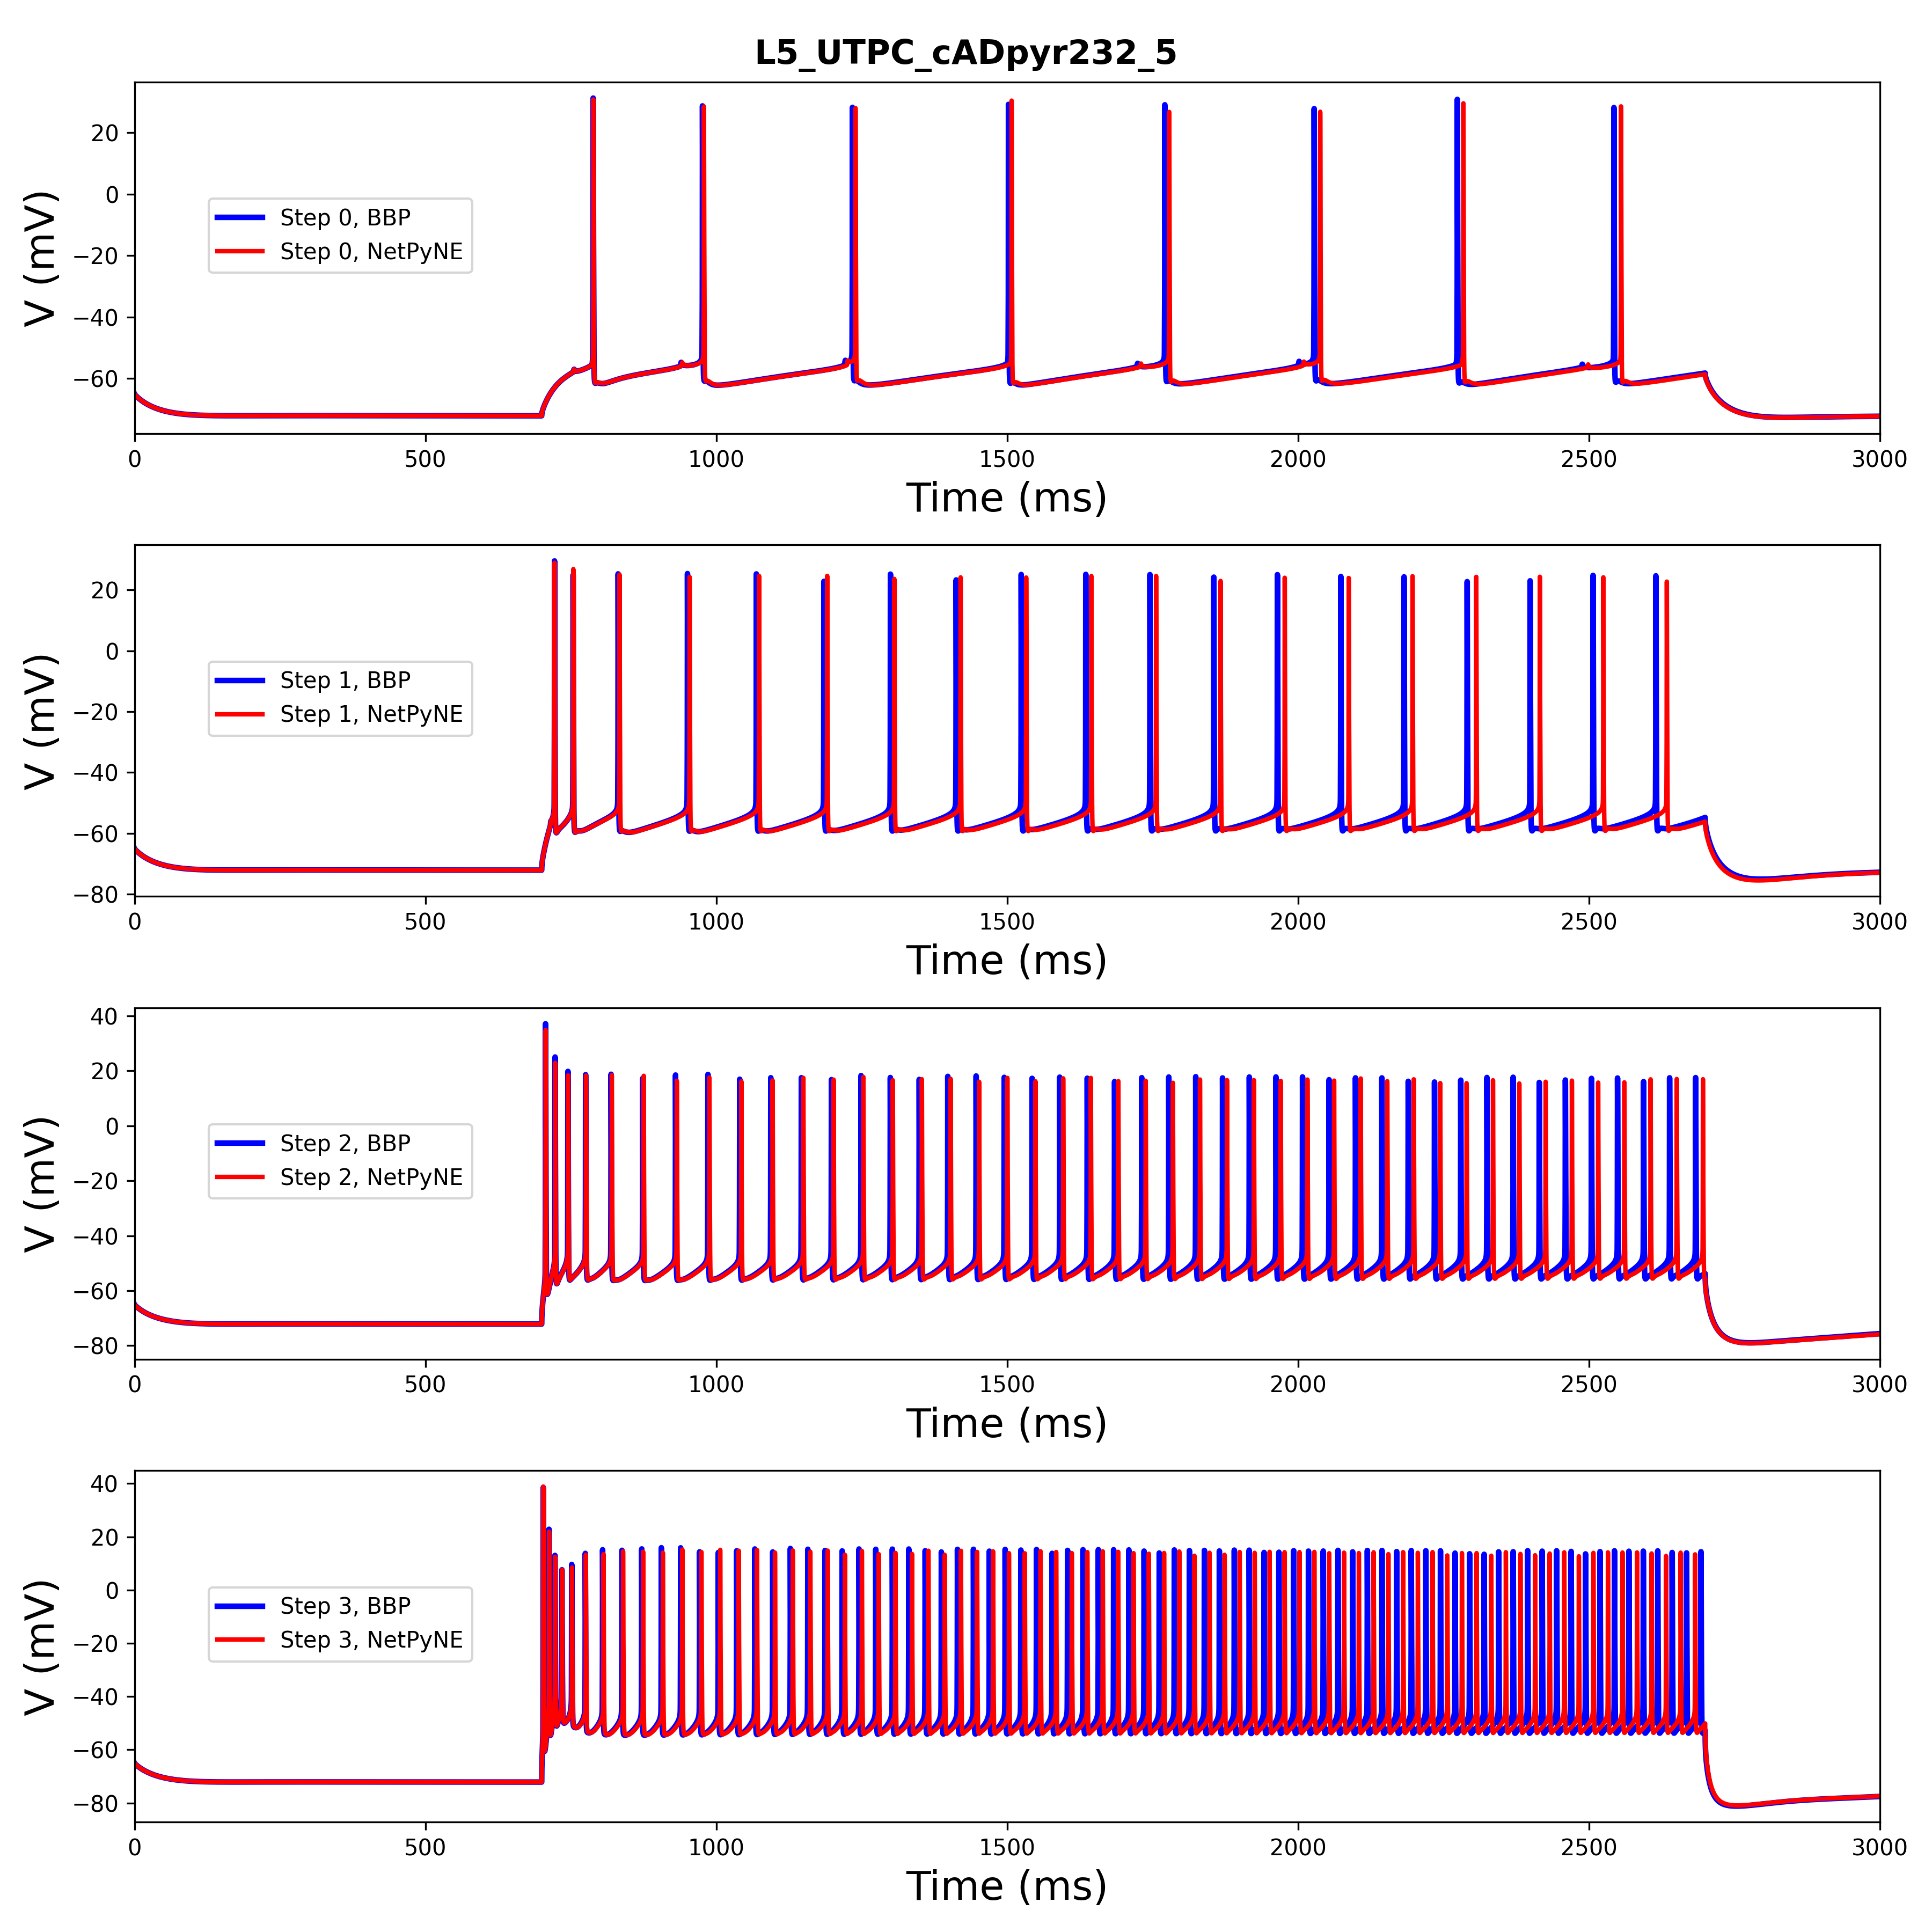 L5_UTPC_cADpyr232_5
20
0
−20
−40
−60
V (mV)
Step 0, BBP
Step 0, NetPyNE
0 500 1000 1500 2000 2500 3000
Time (ms)
20
0
−20
−40
−60
−80
V (mV)
Step 1, BBP
Step 1, NetPyNE
0 500 1000 1500 2000 2500 3000
Time (ms)
40
20
0
−20
−40
−60
−80
V (mV)
Step 2, BBP
Step 2, NetPyNE
0 500 1000 1500 2000 2500 3000
Time (ms)
40
20
0
−20
−40
−60
−80
V (mV)
Step 3, BBP
Step 3, NetPyNE
0 500 1000 1500 2000 2500 3000
Time (ms)